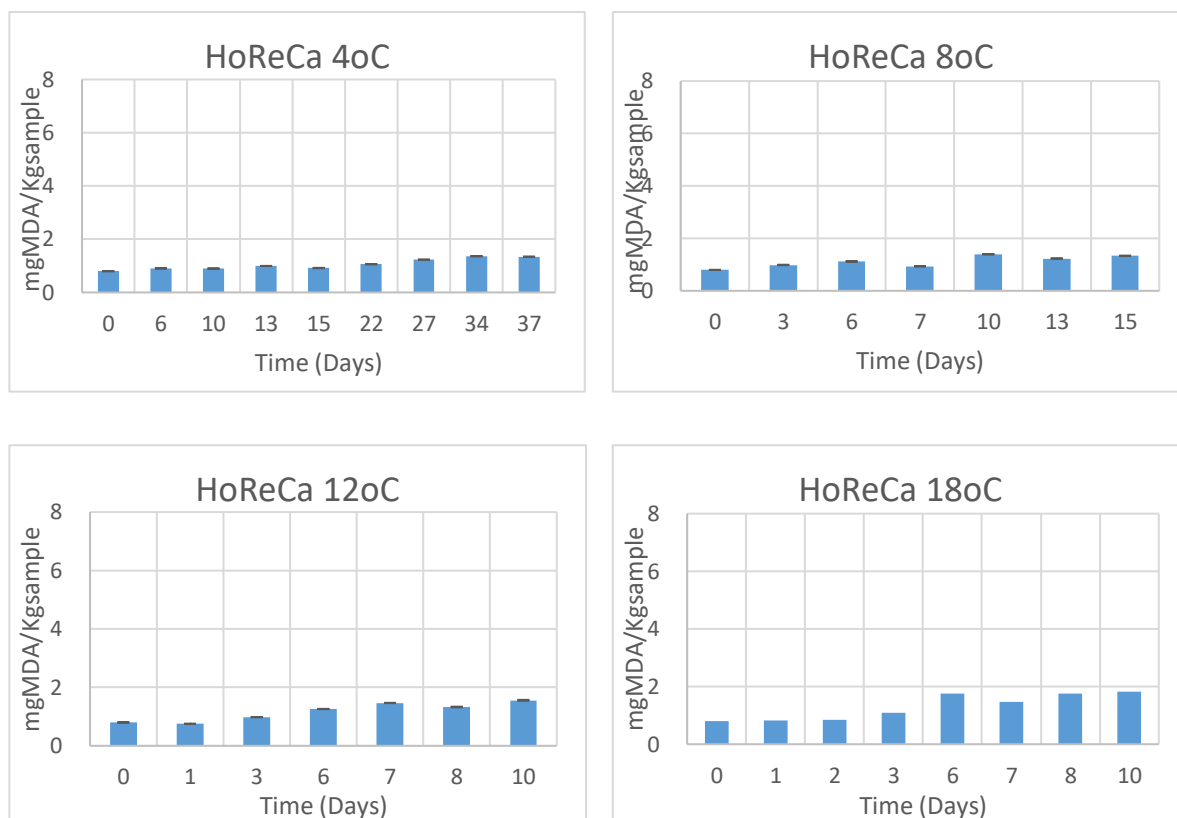 HoReCa 4oC
mgMDA/Kgsample
8
6
4
2
0
0 6 10 13 15 22 27 34 37
Time (Days)
HoReCa 8oC
mgMDA/Kgsample
8
6
4
2
0
0 3 6 7 10 13 15
Time (Days)
HoReCa 12oC
mgMDA/Kgsample
8
6
4
2
0
0 1 3 6 7 8 10
Time (Days)
HoReCa 18oC
mgMDA/Kgsample
8
6
4
2
0
0 1 2 3 6 7 8 10
Time (Days)